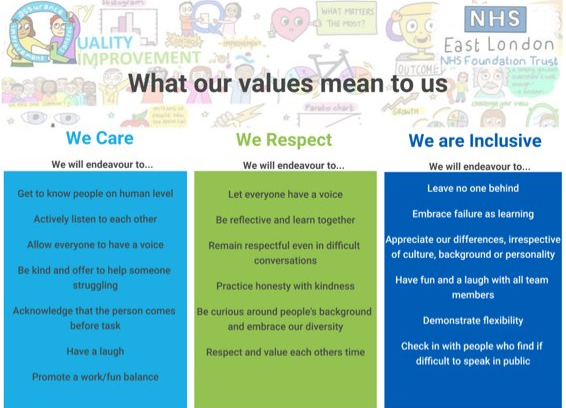 assurance
QUALITY
IMPROVEMENT
WHAT MATTERS
THE MOST?
NHS
East London
NHS Foundation Trust
OUTCOME
Pareto chart
GROWTH
What our values mean to us
We Care
We will endeavour to...
Get to know people on human level
Actively listen to each other
Allow everyone to have a voice
Be kind and offer to help someone
struggling
Acknowledge that the person comes
before task
Have a laugh
Promote a work/fun balance
We Respect
We will endeavour to...
Let everyone have a voice
Be reflective and learn together
Remain respectful even in difficult
conversations
Practice honesty with kindness
Be curious around people's background
and embrace our diversity
Respect and value each others time
We are Inclusive
We will endeavour to...
Leave no one behind
Embrace failure as learning
Appreciate our differences, irrespective
of culture, background or personality
Have fun and a laugh with all team
members
Demonstrate flexibility
Check in with people who find if
difficult to speak in public